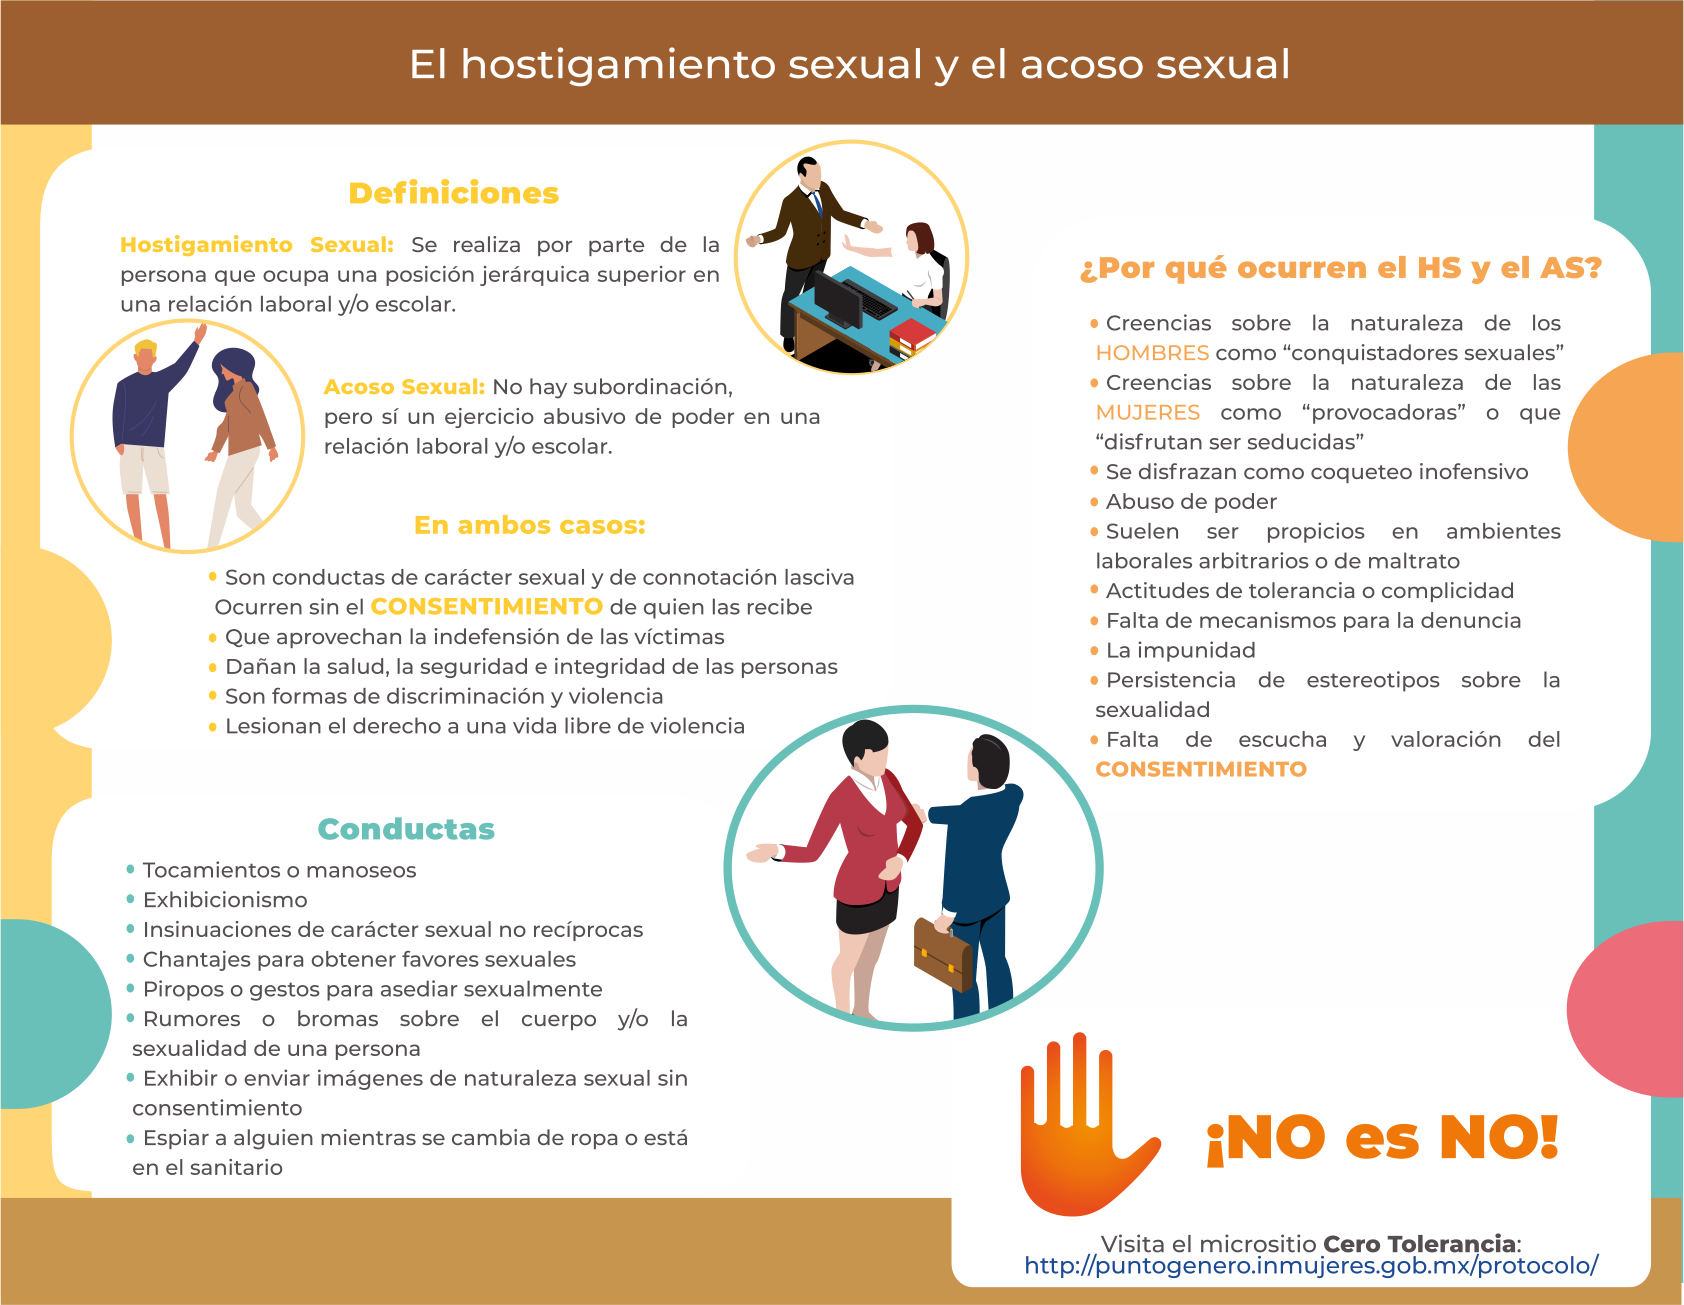 El hostigamiento sexual y el acoso sexual
Definiciones
Hostigamiento Sexual: Se realiza por parte de la
persona que ocupa una posición jerárquica superior en
una relación laboral y/o escolar.
Acoso Sexual: No hay subordinación,
pero sí un ejercicio abusivo de poder en una
relación laboral y/o escolar.
En ambos casos:
• Son conductas de carácter sexual y de connotación lasciva
Ocurren sin el CONSENTIMIENTO de quien las recibe
• Que aprovechan la indefensión de las víctimas
• Dañan la salud, la seguridad e integridad de las personas
• Son formas de discriminación y violencia
• Lesionan el derecho a una vida libre de violencia
Conductas
• Tocamientos o manoseos
• Exhibicionismo
• Insinuaciones de carácter sexual no recíprocas
• Chantajes para obtener favores sexuales
• Piropos o gestos para asediar sexualmente
• Rumores o bromas sobre el cuerpo y/o la
sexualidad de una persona
• Exhibir o enviar imágenes de naturaleza sexual sin
consentimiento
• Espiar a alguien mientras se cambia de ropa o está
en el sanitario
¿Por qué ocurren el HS y el AS?
• Creencias sobre la naturaleza de los
HOMBRES como “conquistadores sexuales”
• Creencias sobre la naturaleza de las
MUJERES como “provocadoras” o que
“disfrutan ser seducidas”
• Se disfrazan como coqueteo inofensivo
• Abuso de poder
• Suelen ser propicios en ambientes
laborales arbitrarios o de maltrato
• Actitudes de tolerancia o complicidad
• Falta de mecanismos para la denuncia
• La impunidad
• Persistencia de estereotipos sobre la
sexualidad
• Falta de escucha y valoración del
CONSENTIMIENTO
¡NO es NO!
Visita el micrositio Cero Tolerancia:
http://puntogenero.inmujeres.gob.mx/protocolo/